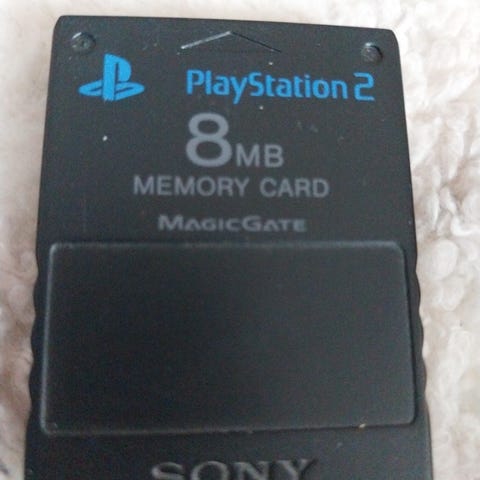 PlayStation 2
8MB
MEMORY CARD
MAGICGATE
SONY